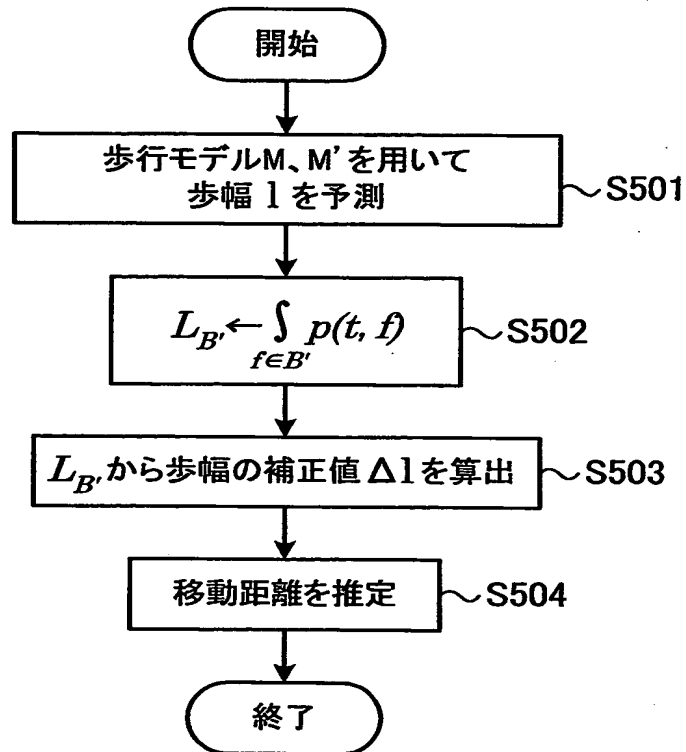 開始
歩行モデルM、M'を用いて
歩幅 l を予測
S501
L_{B'} ← ∫_{f∈B'} p(t, f)
S502
L_{B'}から歩幅の補正値 Δlを算出
S503
移動距離を推定
S504
終了